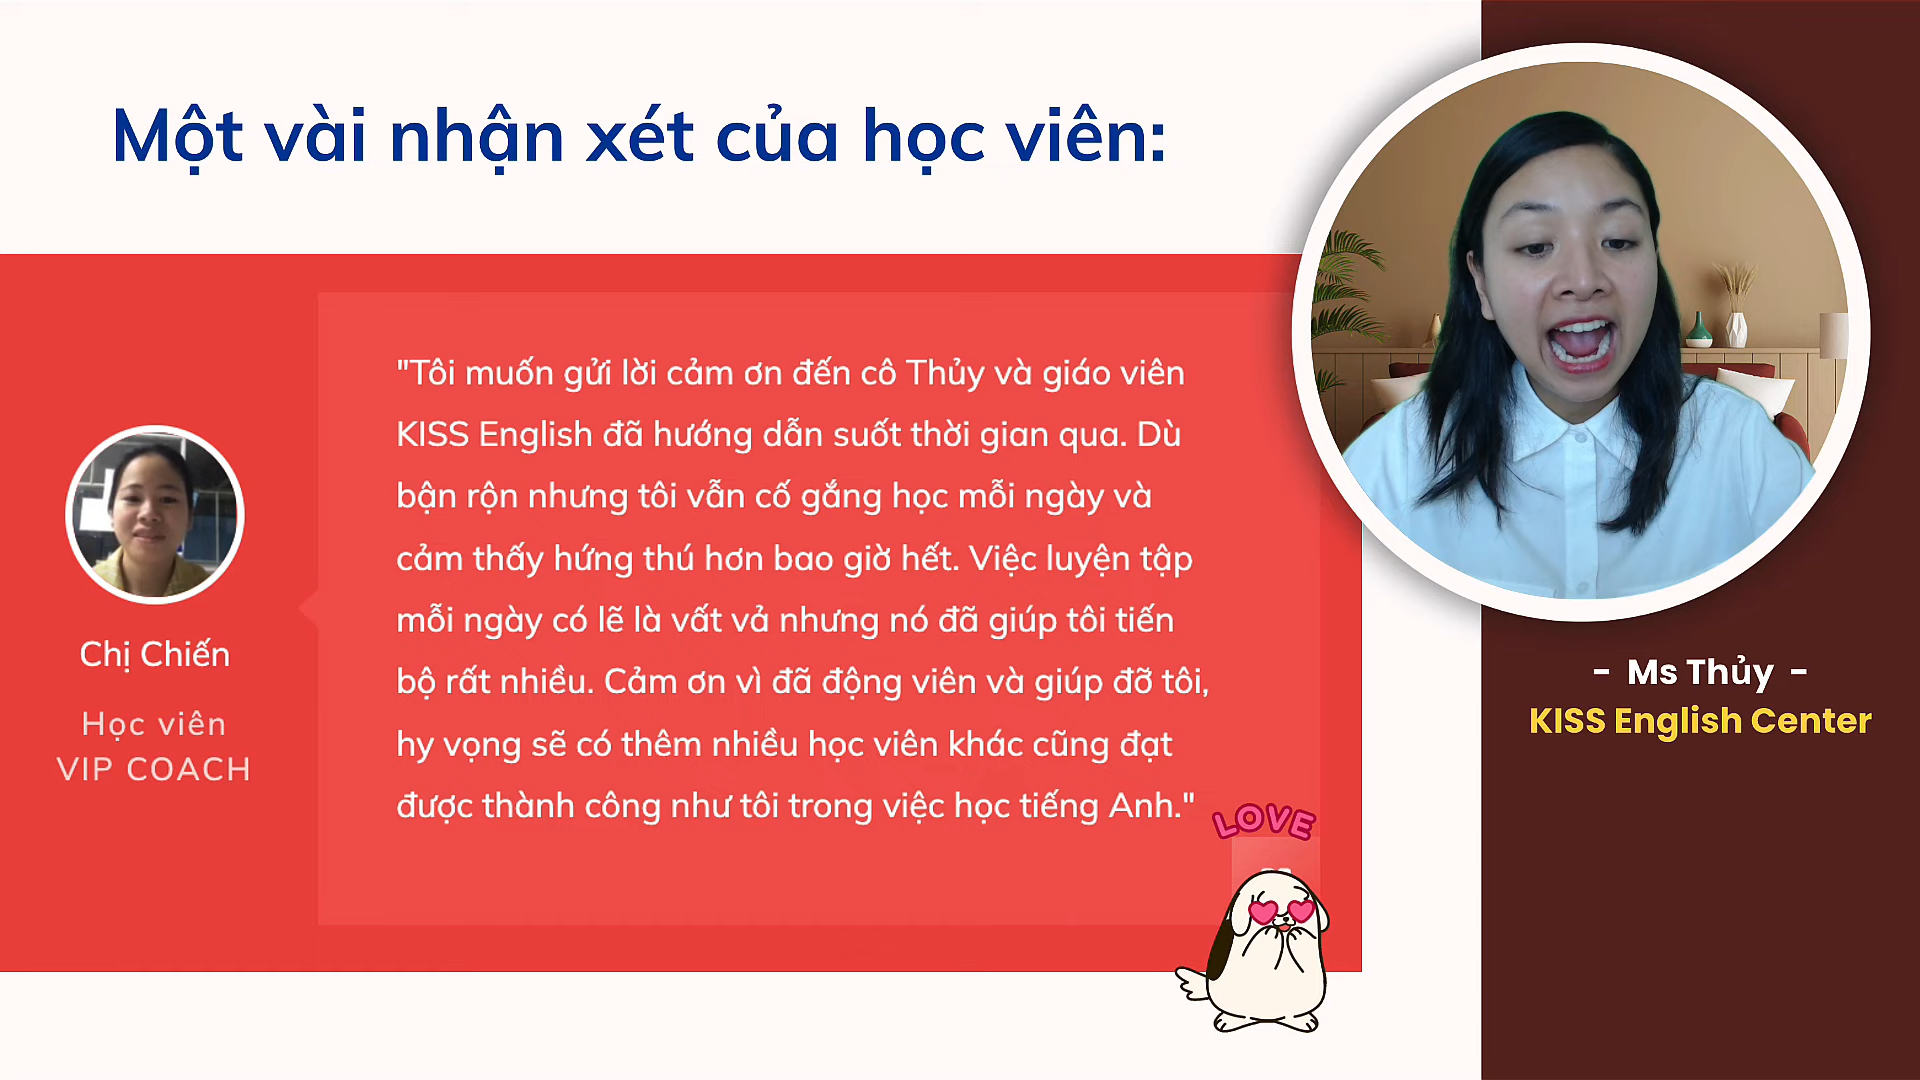 Một vài nhận xét của học viên:
"Tôi muốn gửi lời cảm ơn đến cô Thủy và giáo viên
KISS English đã hướng dẫn suốt thời gian qua. Dù
bận rộn nhưng tôi vẫn cố gắng học mỗi ngày và
cảm thấy hứng thú hơn bao giờ hết. Việc luyện tập
mỗi ngày có lẽ là vất vả nhưng nó đã giúp tôi tiến
bộ rất nhiều. Cảm ơn vì đã động viên và giúp đỡ tôi,
hy vọng sẽ có thêm nhiều học viên khác cũng đạt
được thành công như tôi trong việc học tiếng Anh."
Chị Chiến
Học viên
VIP COACH
LOVE
- Ms Thủy -
KISS English Center